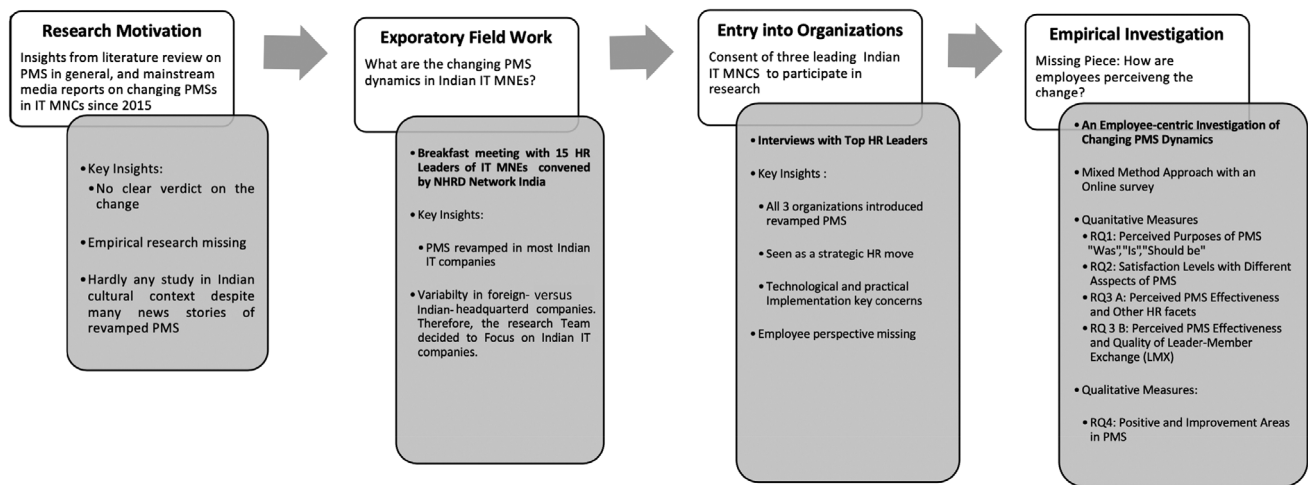 Research Motivation
Insights from literature review on
PMS in general, and mainstream
media reports on changing PMSs
in IT MNCs since 2015
• Key Insights:
• No clear verdict on the
change
• Empirical research missing
• Hardly any study in Indian
cultural context despite
many news stories of
revamped PMS
Exporatory Field Work
What are the changing PMS
dynamics in Indian IT MNEs?
• Breakfast meeting with 15 HR
Leaders of IT MNEs convened
by NHRD Network India
• Key Insights:
• PMS revamped in most Indian
IT companies
• Variabilty in foreign- versus
Indian-headquarterd companies.
Therefore, the research Team
decided to Focus on Indian IT
companies.
Entry into Organizations
Consent of three leading Indian
IT MNCS to participate in
research
• Interviews with Top HR Leaders
• Key Insights :
• All 3 organizations introduced
revamped PMS
• Seen as a strategic HR move
• Technological and practical
Implementation key concerns
• Employee perspective missing
Empirical Investigation
Missing Piece: How are
employees perceiveng the
change?
• An Employee-centric Investigation of
Changing PMS Dynamics
• Mixed Method Approach with an
Online survey
• Quanitative Measures
• RQ1: Perceived Purposes of PMS
"Was","Is","Should be"
• RQ2: Satisfaction Levels with Different
Asspects of PMS
• RQ3 A: Perceived PMS Effectiveness
and Other HR facets
• RQ 3 B: Perceived PMS Effectiveness
and Quality of Leader-Member
Exchange (LMX)
• Qualitative Measures:
• RQ4: Positive and Improvement Areas
in PMS